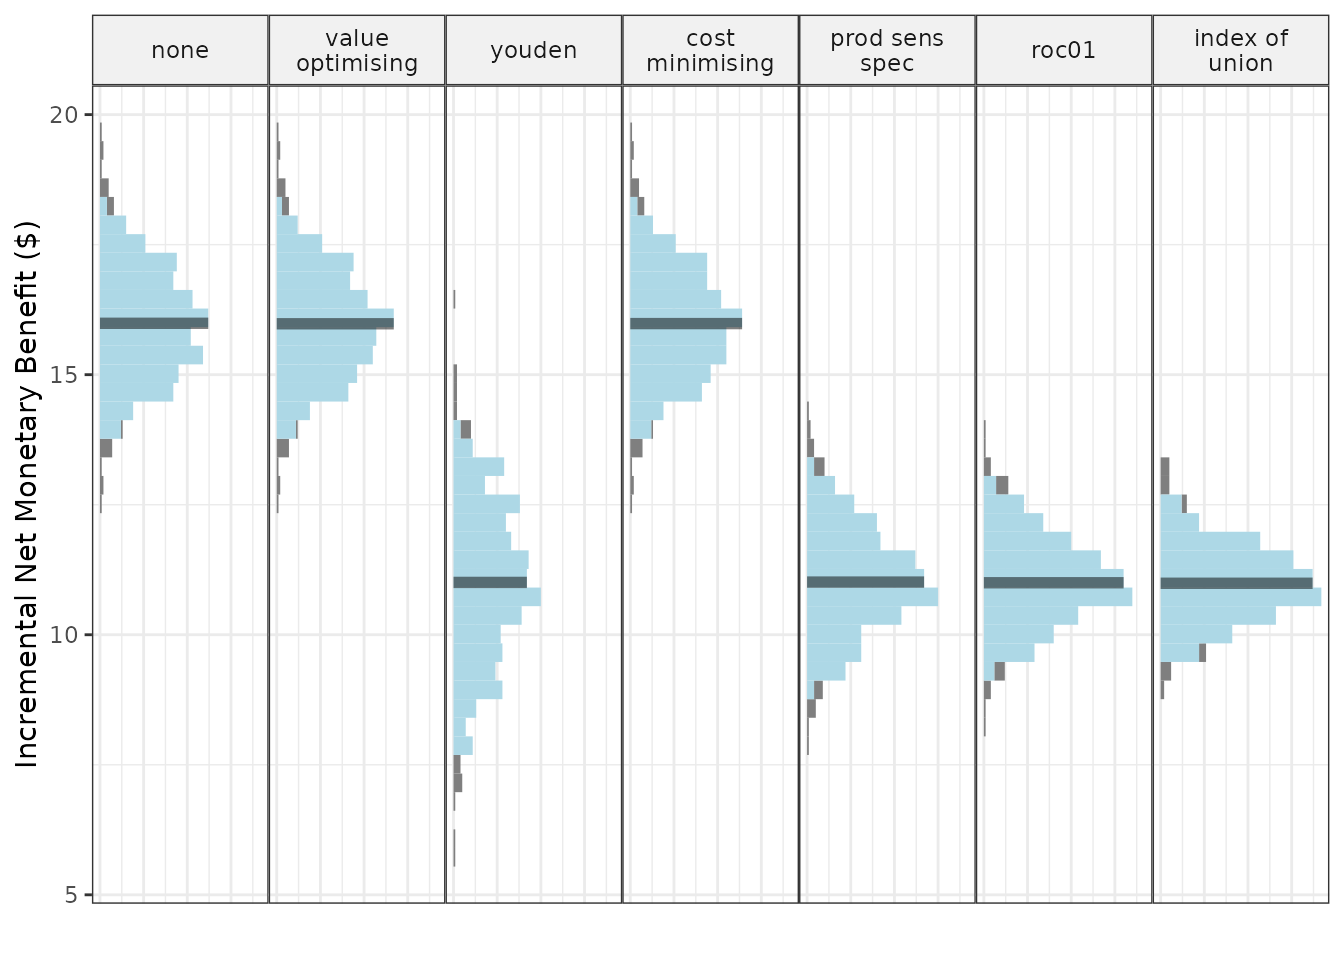 none
value
optimising
youden
cost
minimising
prod sens
spec
roc01
index of
union
Incremental Net Monetary Benefit ($)
20
15
10
5